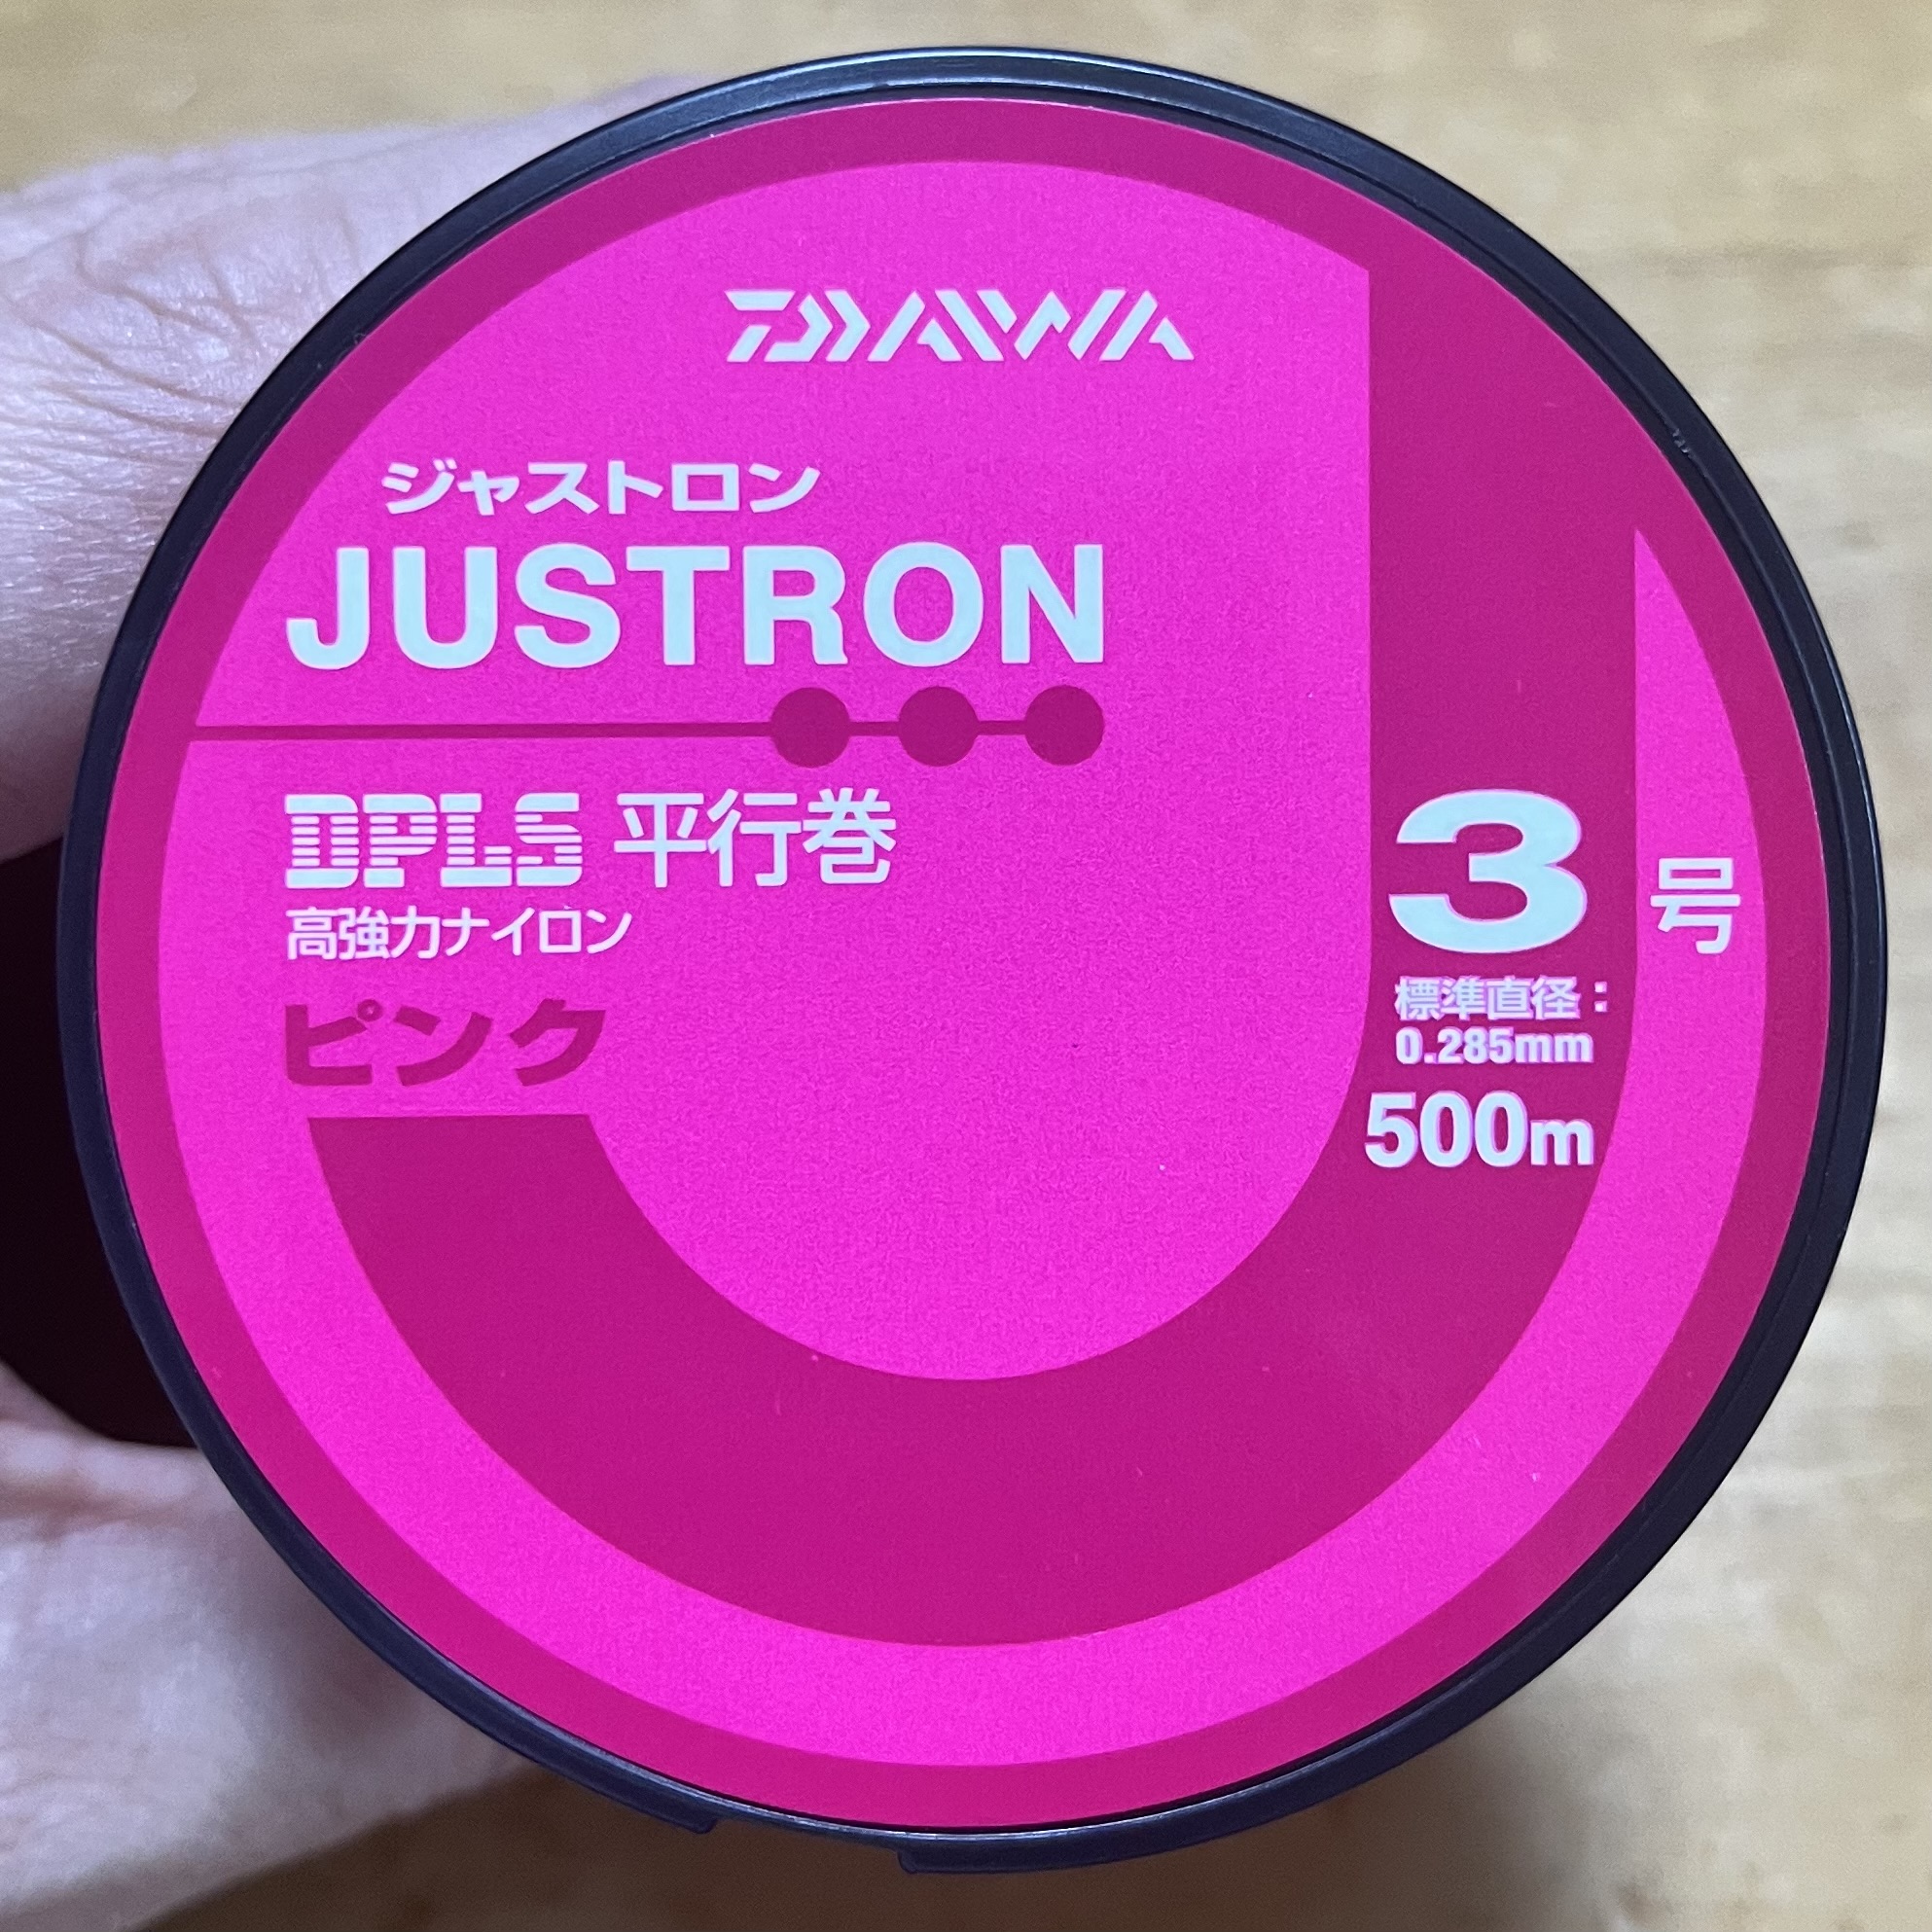 DAIWA
ジャストロン
JUSTRON
DPLS 平行巻
高強力ナイロン
ピンク
3号
標準直径:
0.285mm
500m